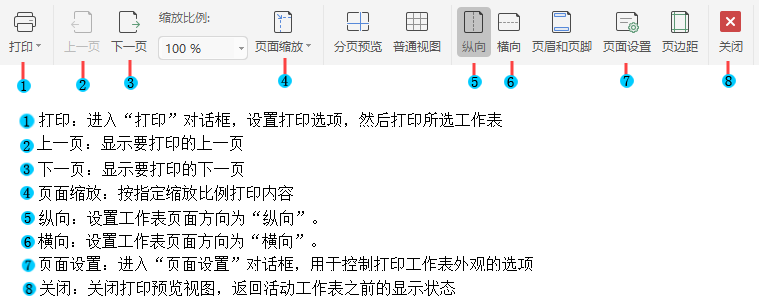 缩放比例:
打印 上一页 下一页 100 % 页面缩放 分页预览 普通视图 纵向 横向 页眉和页脚 页面设置 页边距 关闭
1 2 3 4 5 6 7 8
1 打印：进入“打印”对话框，设置打印选项，然后打印所选工作表
2 上一页：显示要打印的上一页
3 下一页：显示要打印的下一页
4 页面缩放：按指定缩放比例打印内容
5 纵向：设置工作表页面方向为“纵向”。
6 横向：设置工作表页面方向为“横向”。
7 页面设置：进入“页面设置”对话框，用于控制打印工作表外观的选项
8 关闭：关闭打印预览视图，返回活动工作表之前的显示状态